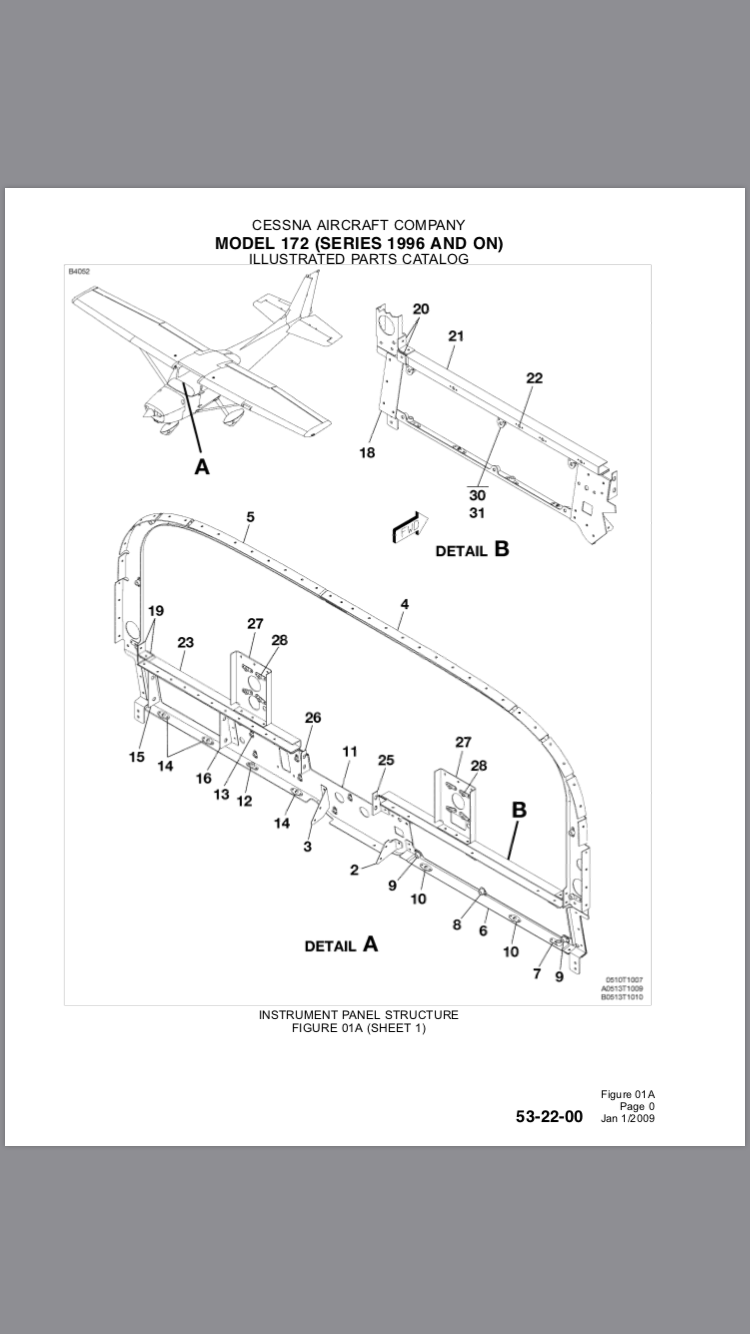 CESSNA AIRCRAFT COMPANY
MODEL 172 (SERIES 1996 AND ON)
ILLUSTRATED PARTS CATALOG
B4052
A
20
21
22
18
30
31
FWD
DETAIL B
5
4
19
23
27
28
26
11
25
27
28
B
15
14
16
13
12
14
3
2
9
10
8
6
10
7
9
DETAIL A
0510T1007
A0513T1009
B0513T1010
INSTRUMENT PANEL STRUCTURE
FIGURE 01A (SHEET 1)
53-22-00
Figure 01A
Page 0
Jan 1/2009